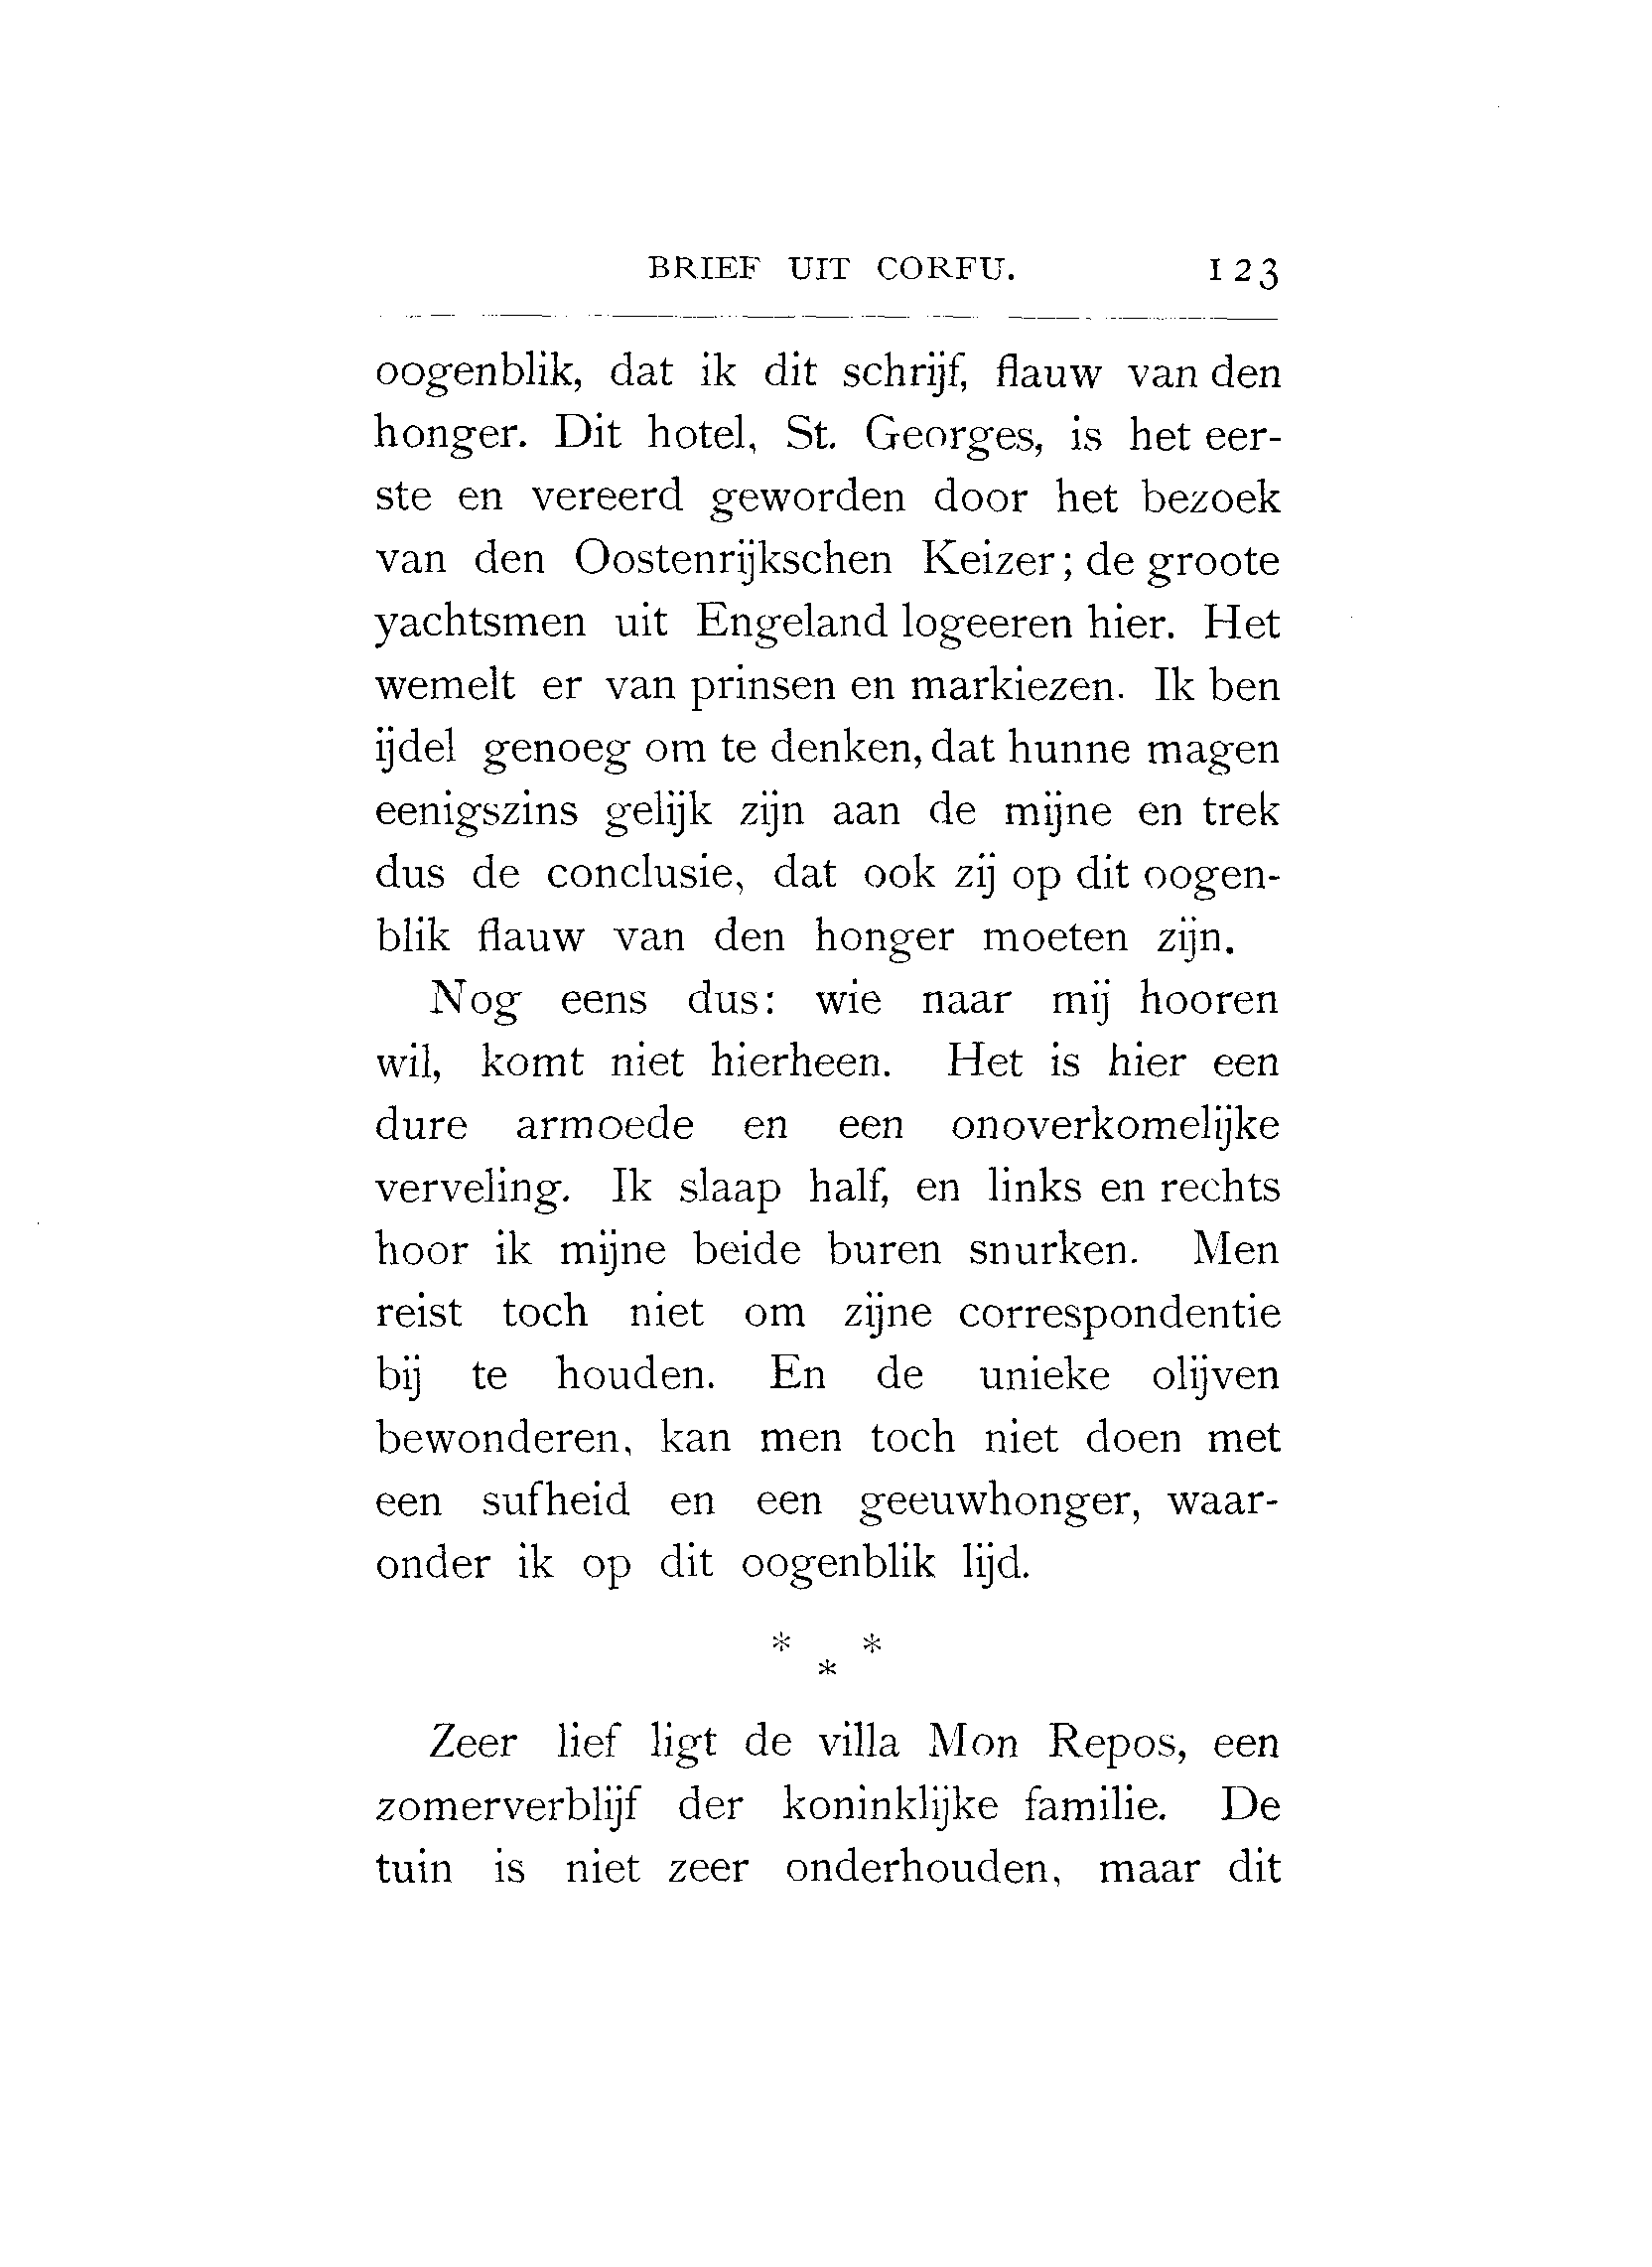 BRIEF UIT CORFU. 123
oogenblik, dat ik dit schrijf, flauw van den
honger. Dit hotel, St. Georges, is het eer-
ste en vereerd geworden door het bezoek
van den Oostenrijkschen Keizer; de groote
yachtsmen uit Engeland logeeren hier. Het
wemelt er van prinsen en markiezen. Ik ben
ijdel genoeg om te denken, dat hunne magen
eenigszins gelijk zijn aan de mijne en trek
dus de conclusie, dat ook zij op dit oogen-
blik flauw van den honger moeten zijn.
Nog eens dus: wie naar mij hooren
wil, komt niet hierheen. Het is hier een
dure armoede en een onoverkomelijke
verveling. Ik slaap half, en links en rechts
hoor ik mijne beide buren snurken. Men
reist toch niet om zijne correspondentie
bij te houden. En de unieke olijven
bewonderen, kan men toch niet doen met
een sufheid en een geeuwhonger, waar-
onder ik op dit oogenblik lijd.
* *
*
Zeer lief ligt de villa Mon Repos, een
zomerverblijf der koninklijke familie. De
tuin is niet zeer onderhouden, maar dit